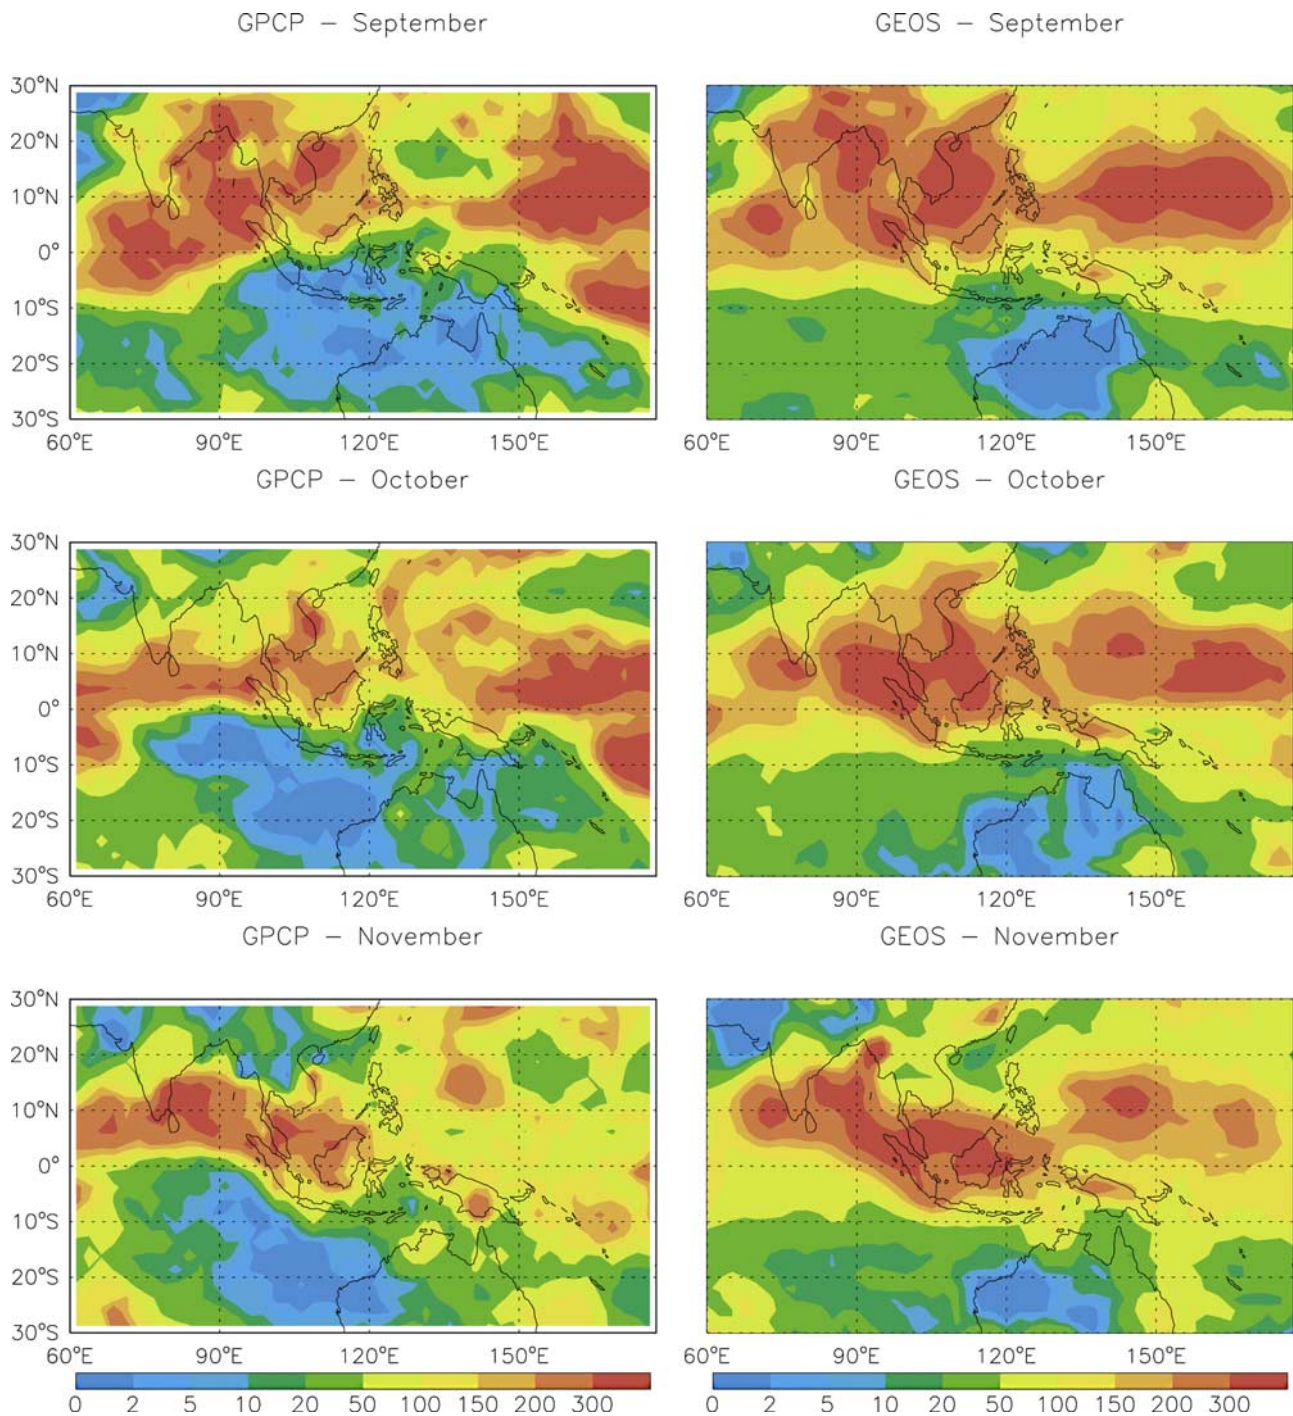 GPCP – September
GEOS – September
30°N
20°N
10°N
0°
10°S
20°S
30°S
60°E 90°E 120°E 150°E
60°E 90°E 120°E 150°E
GPCP – October
GEOS – October
30°N
20°N
10°N
0°
10°S
20°S
30°S
60°E 90°E 120°E 150°E
60°E 90°E 120°E 150°E
GPCP – November
GEOS – November
30°N
20°N
10°N
0°
10°S
20°S
30°S
60°E 90°E 120°E 150°E
60°E 90°E 120°E 150°E
0 2 5 10 20 50 100 150 200 300
0 2 5 10 20 50 100 150 200 300